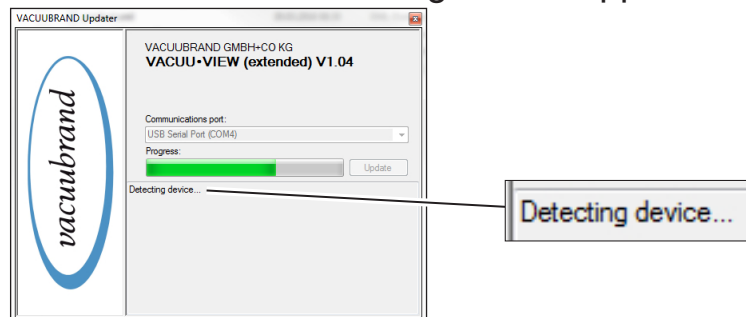 VACUUBRAND Updater
VACUUBRAND GMBH+CO KG
VACUU•VIEW (extended) V1.04
vacuubrand
Communications port:
USB Serial Port (COM4)
Progress:
Update
Detecting device...
Detecting device...